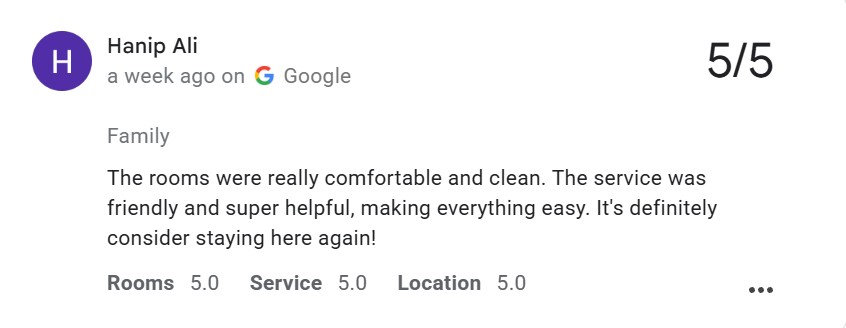 H
Hanip Ali
5/5
a week ago on Google
Family
The rooms were really comfortable and clean. The service was
friendly and super helpful, making everything easy. It's definitely
consider staying here again!
Rooms 5.0 Service 5.0 Location 5.0